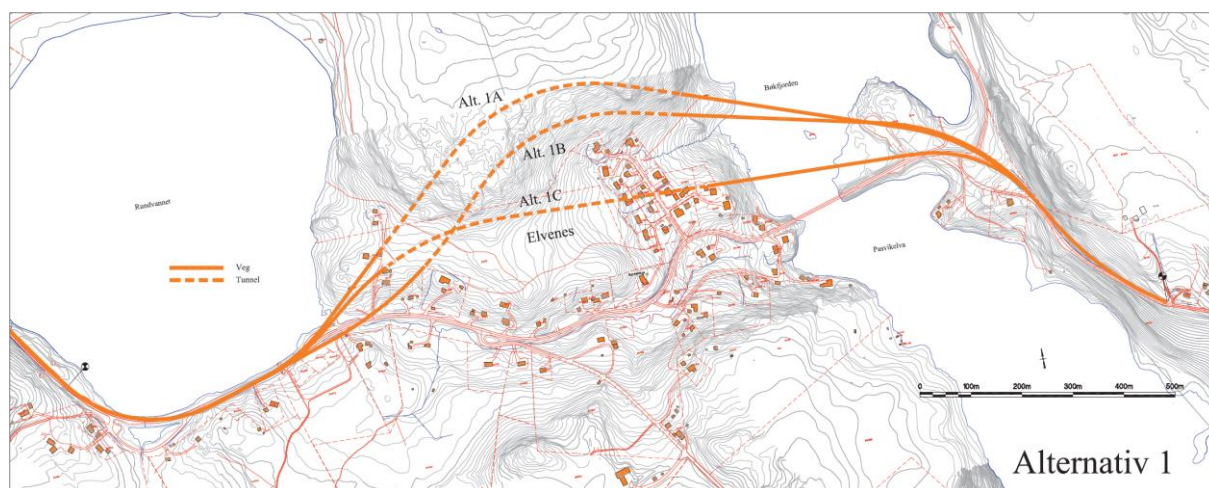 Alt. 1A
Bøkfjorden
Alt. 1B
Alt. 1C
Rundvannet
Elvenes
Pasvikelva
Veg
Tunnel
0
100m
200m
300m
400m
500m
Alternativ 1